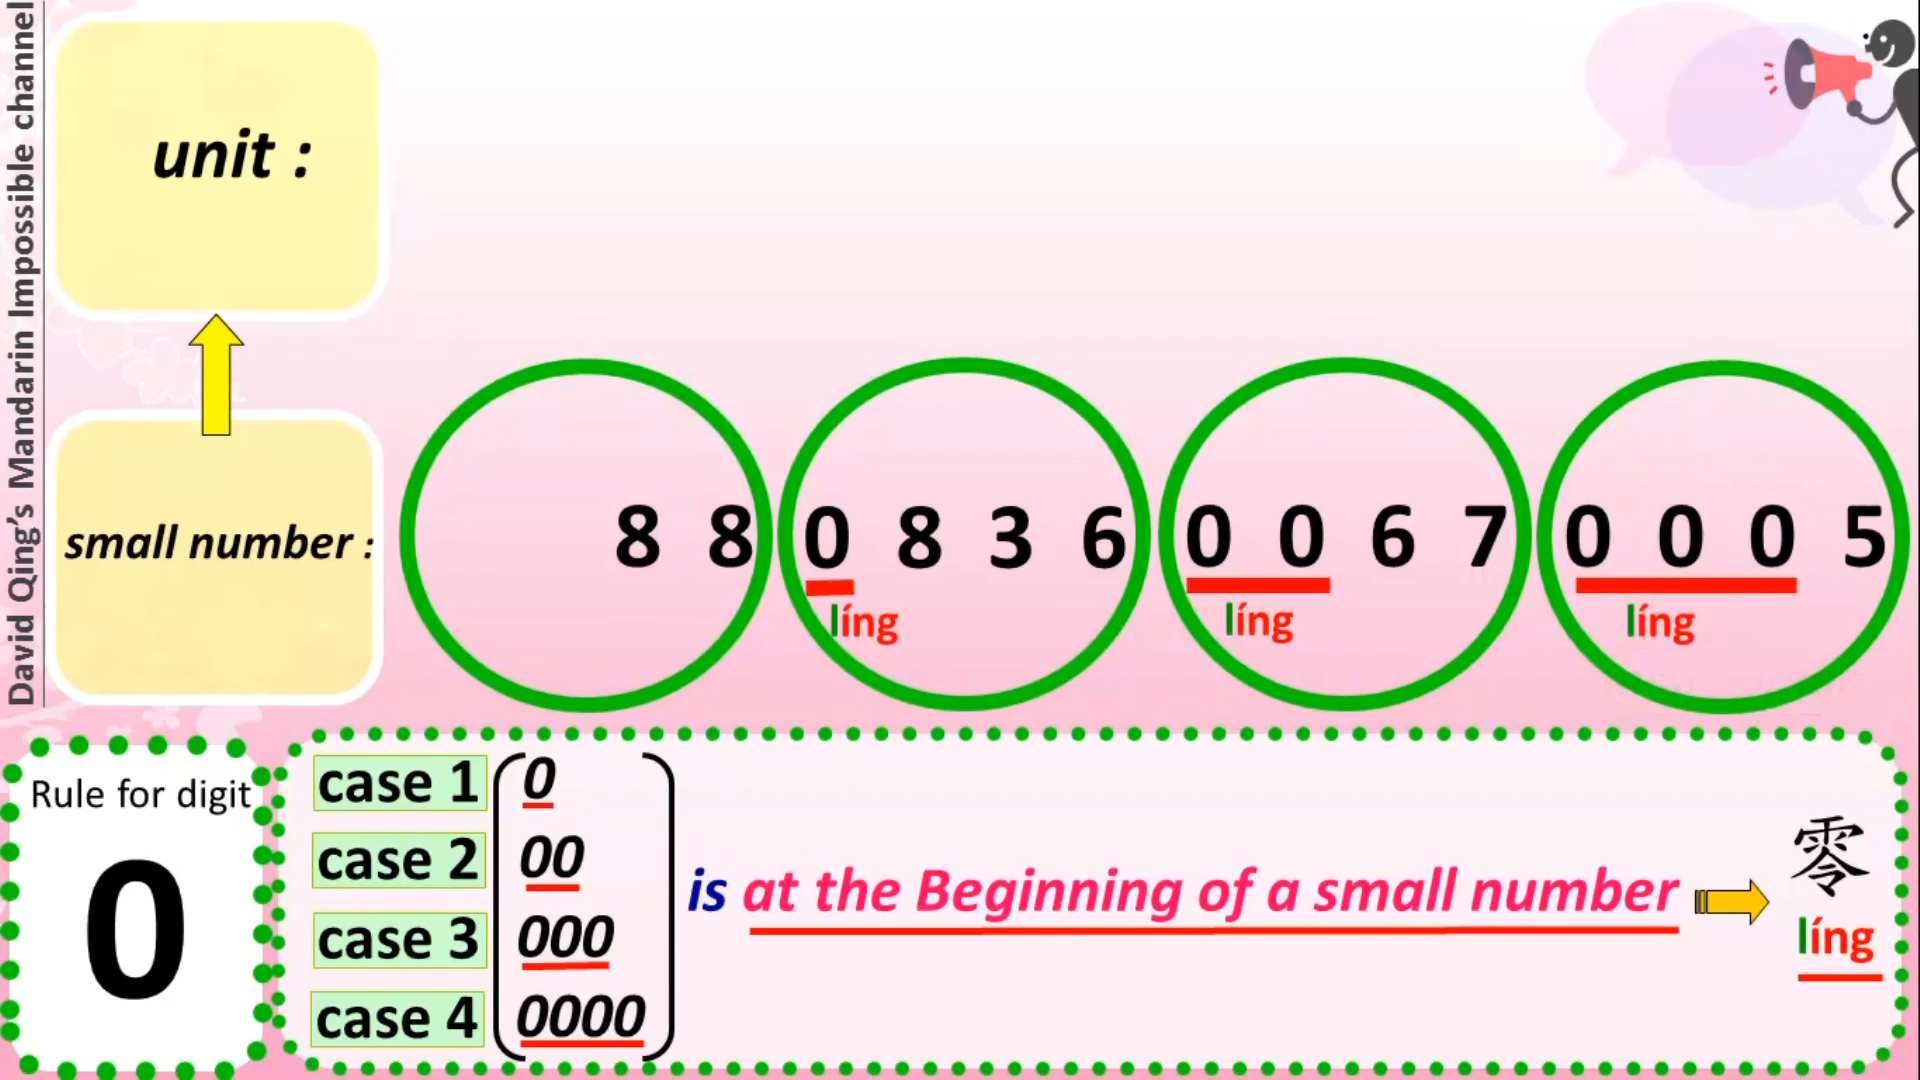 David Qing's Mandarin Impossible channel
unit :
small number :
8 8 0 8 3 6 0 0 6 7 0 0 0 5
líng líng líng
Rule for digit
0
case 1 0
case 2 00
case 3 000
case 4 0000
is at the Beginning of a small number
零
líng